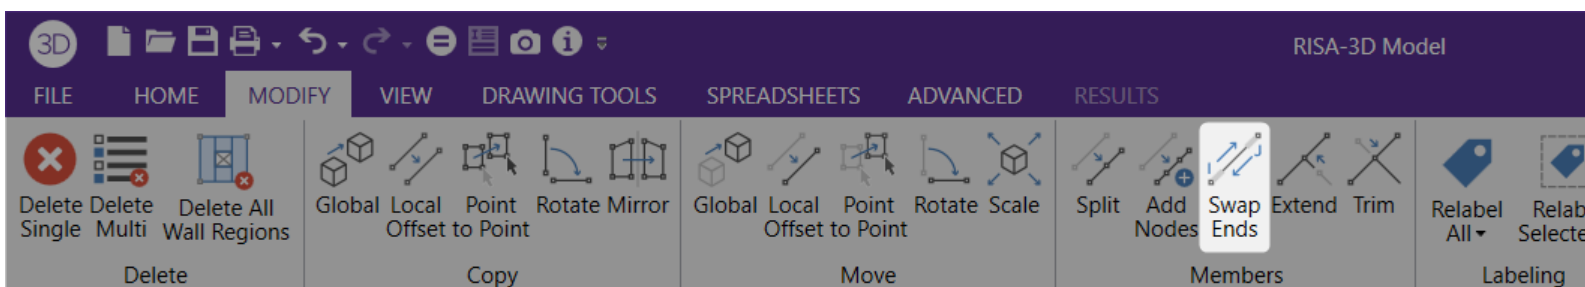 3D
RISA-3D Model
FILE HOME MODIFY VIEW DRAWING TOOLS SPREADSHEETS ADVANCED RESULTS
Delete Delete Delete All Global Local Point Rotate Mirror Global Local Point Rotate Scale Split Add Swap Extend Trim Relabel
Single Multi Wall Regions Offset to Point Offset to Point Nodes Ends All
Delete Copy Move Members Labeling